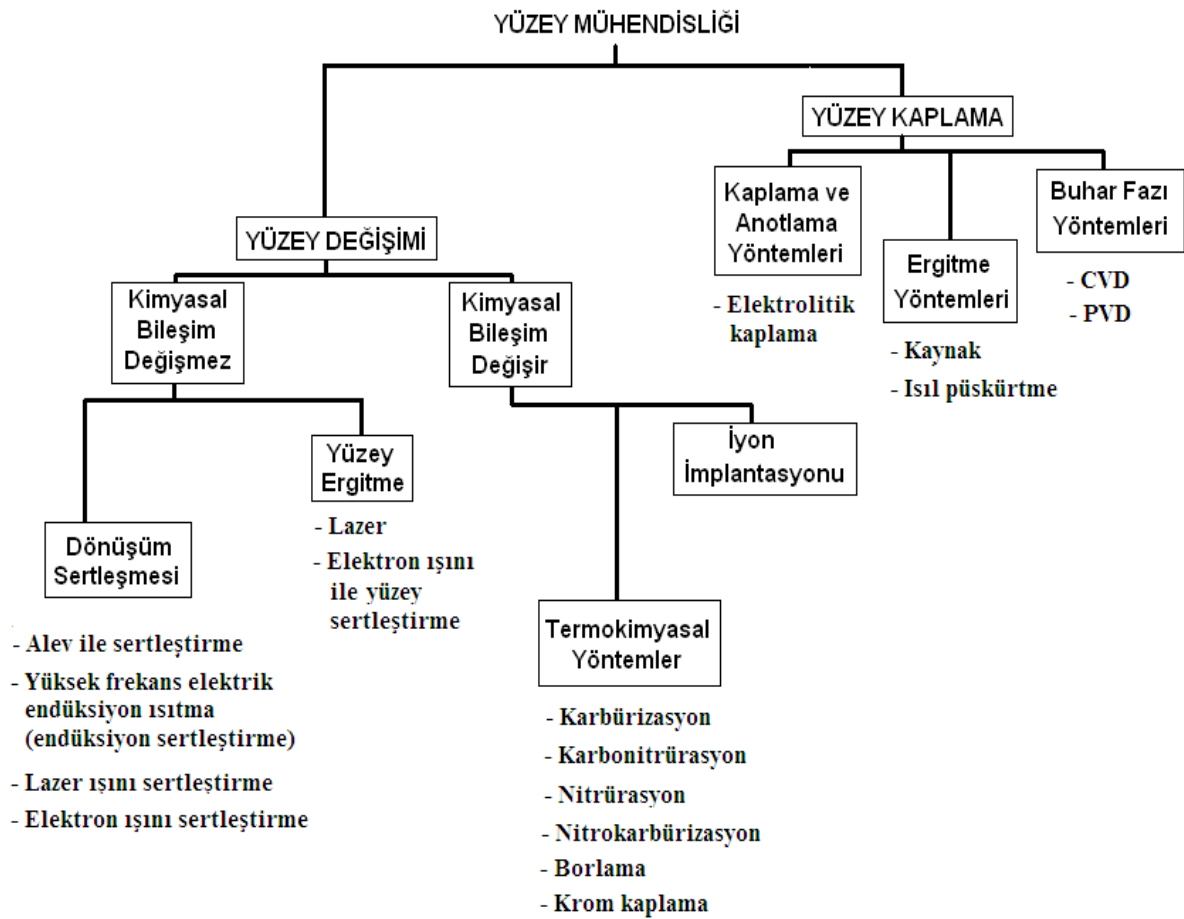 YÜZEY MÜHENDİSLİĞİ
YÜZEY KAPLAMA
Kaplama ve
Anotlama
Yöntemleri
- Elektrolitik
kaplama
Ergitme
Yöntemleri
- Kaynak
- Isıl püskürtme
Buhar Fazı
Yöntemleri
- CVD
- PVD
YÜZEY DEĞİŞİMİ
Kimyasal
Bileşim
Değişmez
Kimyasal
Bileşim
Değişir
Dönüşüm
Sertleşmesi
- Alev ile sertleştirme
- Yüksek frekans elektrik
endüksiyon ısıtma
(endüksiyon sertleştirme)
- Lazer ışını sertleştirme
- Elektron ışını sertleştirme
Yüzey
Ergitme
- Lazer
- Elektron ışını
ile yüzey
sertleştirme
İyon
İmplantasyonu
Termokimyasal
Yöntemler
- Karbürizasyon
- Karbonitrürasyon
- Nitrürasyon
- Nitrokarbürizasyon
- Borlama
- Krom kaplama